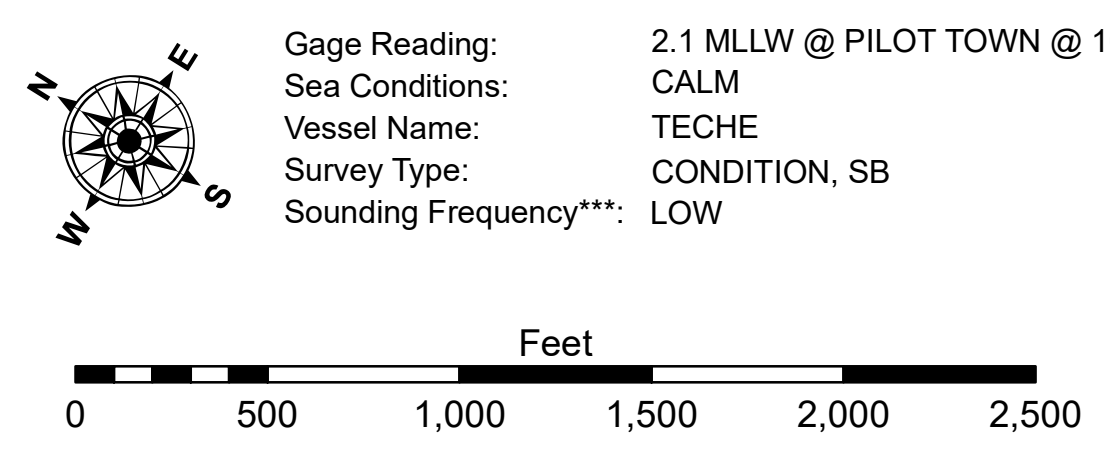 N
E
S
W
Gage Reading: 2.1 MLLW @ PILOT TOWN @ 1
Sea Conditions: CALM
Vessel Name: TECHE
Survey Type: CONDITION, SB
Sounding Frequency***: LOW
Feet
0 500 1,000 1,500 2,000 2,500